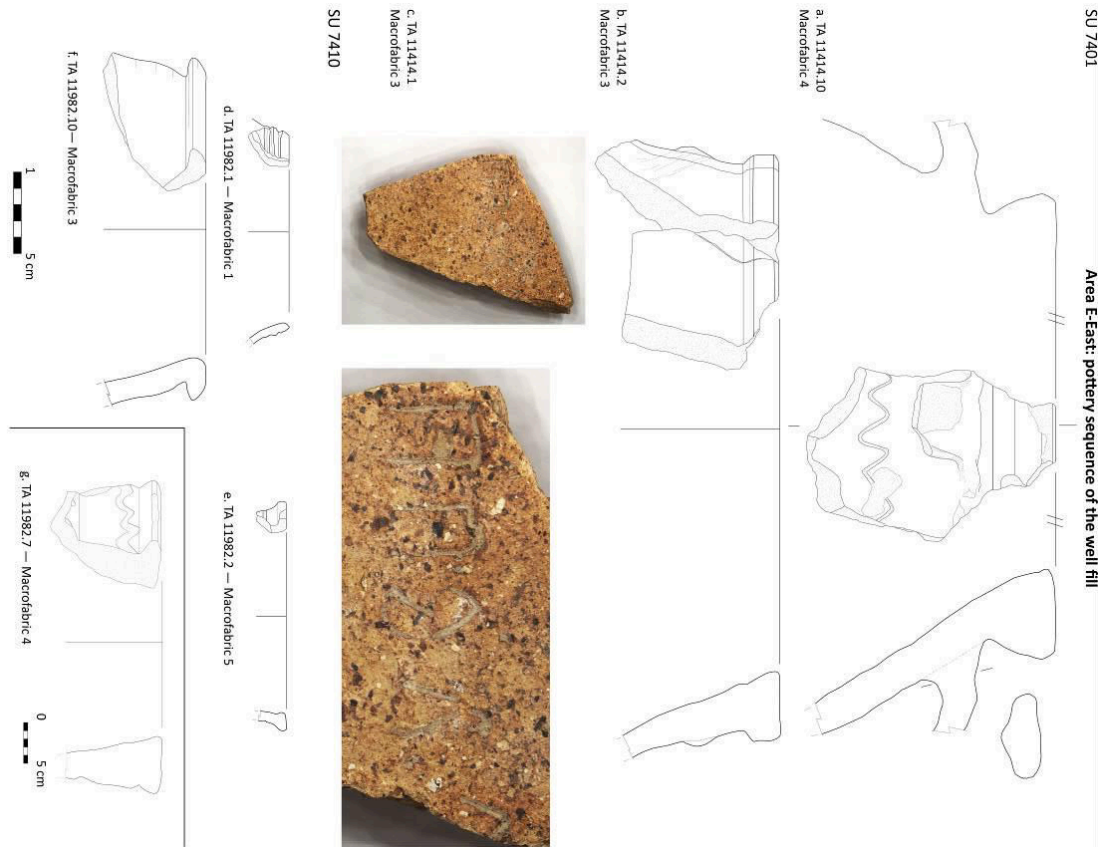 Area E-East: pottery sequence of the well fill
SU 7401
a. TA 11414.10
Macrofabric 4
b. TA 11414.2
Macrofabric 3
c. TA 11414.1
Macrofabric 3
SU 7410
d. TA 11982.1 — Macrofabric 1
e. TA 11982.2 — Macrofabric 5
f. TA 11982.10— Macrofabric 3
g. TA 11982.7 — Macrofabric 4
1 5 cm
0 5 cm